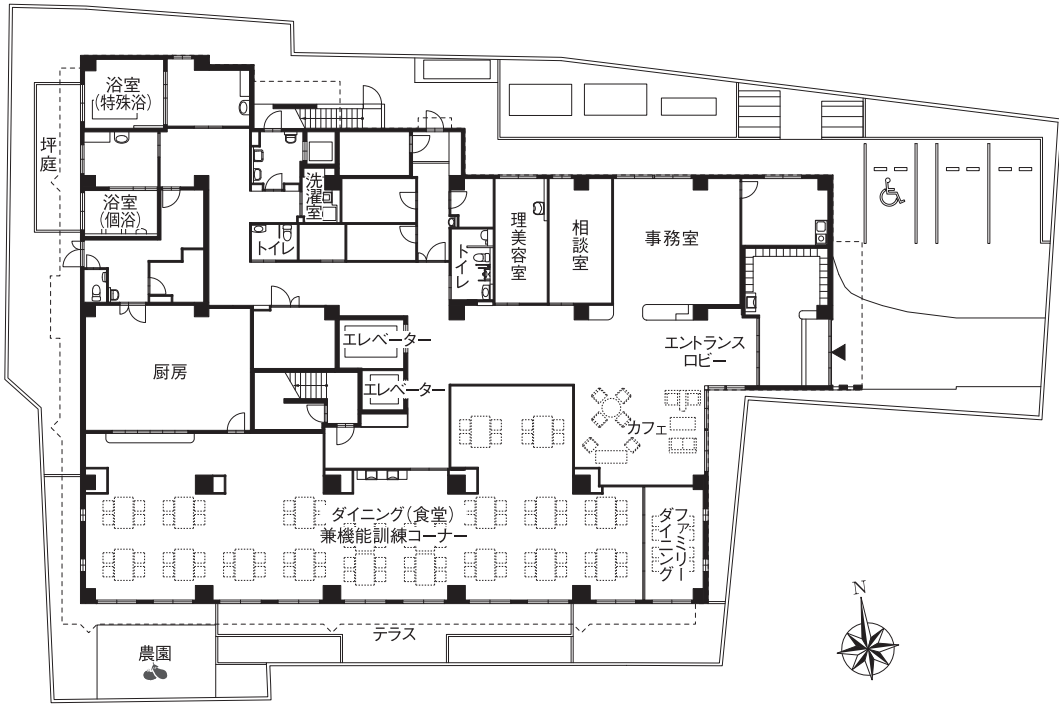 浴室
(特殊浴)
坪庭
浴室
(個浴)
洗濯室
トイレ
トイレ
理美容室
相談室
事務室
エントランス
ロビー
エレベーター
エレベーター
厨房
カフェ
ダイニング(食堂)
兼機能訓練コーナー
ファミリー
ダイニング
テラス
農園
N